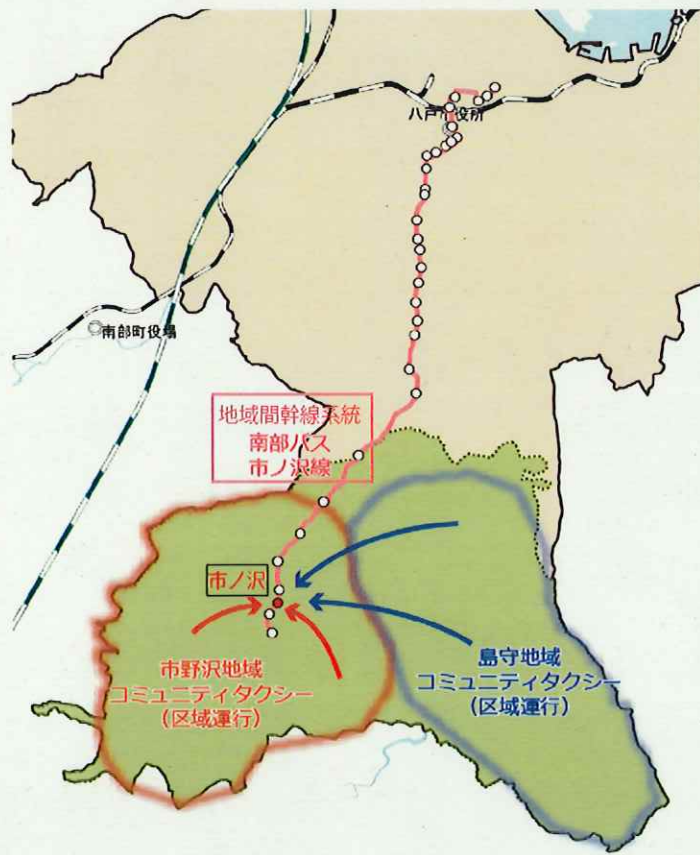 八戸市役所
南部町役場
地域間幹線系統
南部バス
市ノ沢線
市ノ沢
市野沢地域
コミュニティタクシー
(区域運行)
島守地域
コミュニティタクシー
(区域運行)